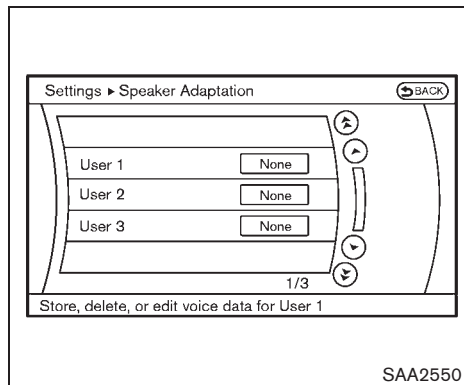 Settings ▶ Speaker Adaptation
BACK
User 1 None
User 2 None
User 3 None
1/3
Store, delete, or edit voice data for User 1
SAA2550